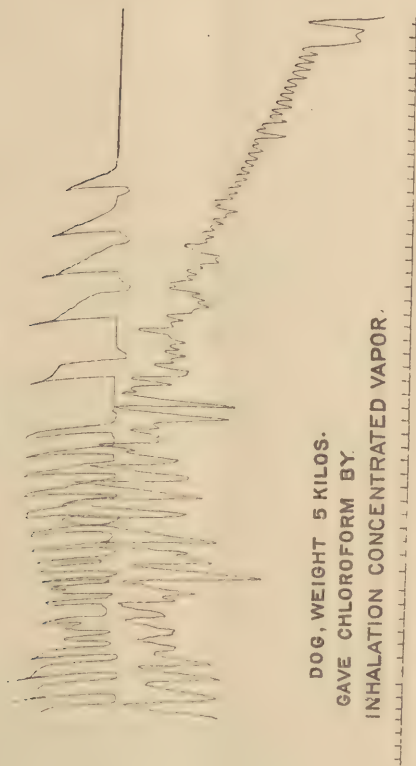 DOG, WEIGHT 5 KILOS.
GAVE CHLOROFORM BY
INHALATION CONCENTRATED VAPOR.